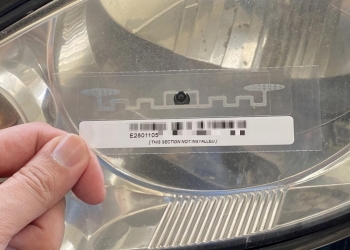 E2801105
[ THIS SECTION NOT INSTALLED ]